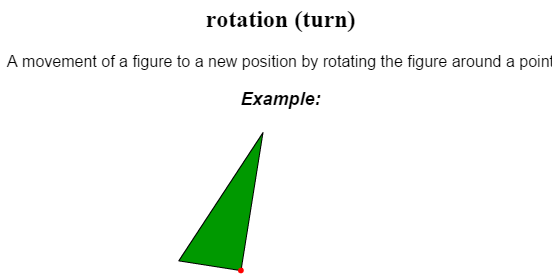 rotation (turn)
A movement of a figure to a new position by rotating the figure around a point
Example: